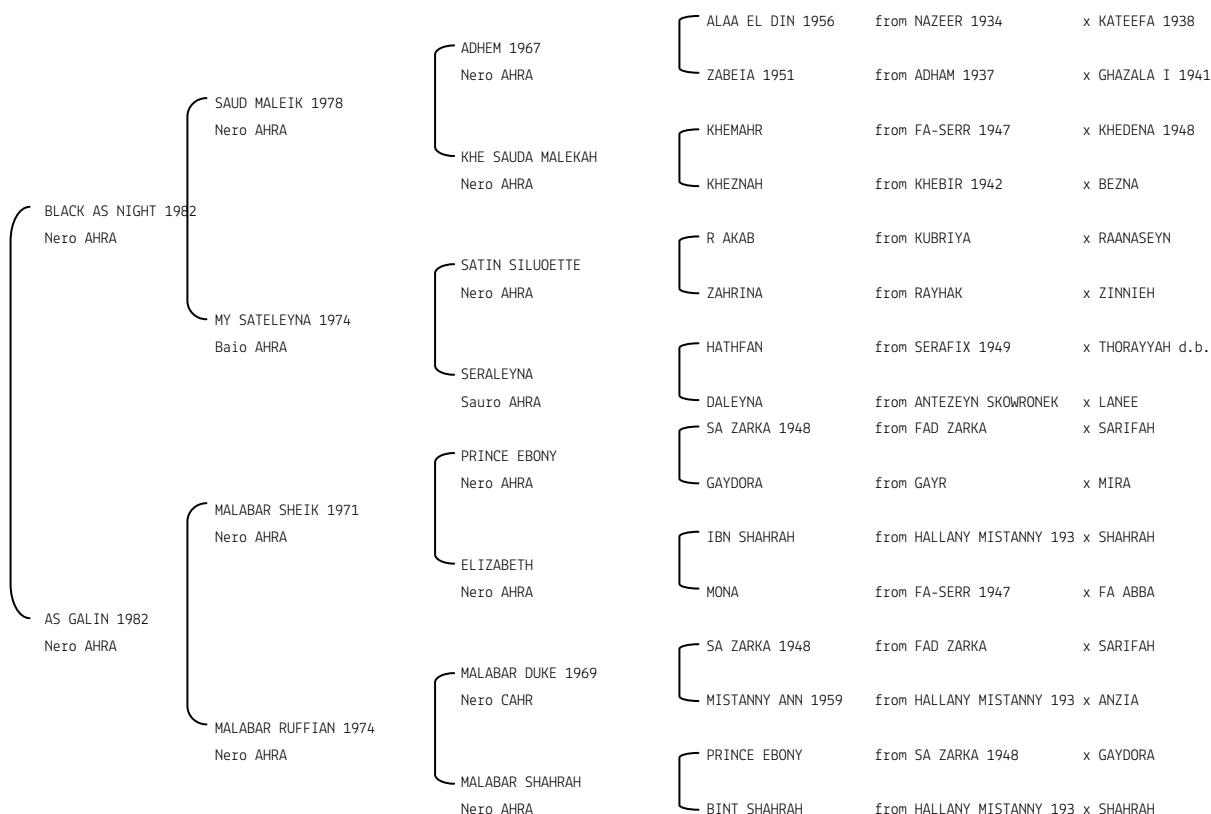 ALAA EL DIN 1956 from NAZEER 1934 x KATEEFA 1938
ADHEM 1967
Nero AHRA
ZABEIA 1951 from ADHAM 1937 x GHAZALA I 1941
SAUD MALEIK 1978
Nero AHRA
KHEMAHR from FA-SERR 1947 x KHEDENA 1948
KHE SAUDA MALEKAH
Nero AHRA
KHEZNAH from KHEBIR 1942 x BEZNA
BLACK AS NIGHT 1982
Nero AHRA
R AKAB from KUBRIYA x RAANASEYN
SATIN SILUOETTE
Nero AHRA
ZAHRINA from RAYHAK x ZINNIEH
MY SATELEYNA 1974
Baio AHRA
HATHFAN from SERAFIX 1949 x THORAYYAH d.b.
SERALEYNA
Sauro AHRA
DALEYNA from ANTEZEYN SKOWRONEK x LANEE
SA ZARKA 1948 from FAD ZARKA x SARIFAH
PRINCE EBONY
Nero AHRA
GAYDORA from GAYR x MIRA
MALABAR SHEIK 1971
Nero AHRA
IBN SHAHRAH from HALLANY MISTANNY 193 x SHAHRAH
ELIZABETH
Nero AHRA
MONA from FA-SERR 1947 x FA ABBA
AS GALIN 1982
Nero AHRA
SA ZARKA 1948 from FAD ZARKA x SARIFAH
MALABAR DUKE 1969
Nero CAHR
MISTANNY ANN 1959 from HALLANY MISTANNY 193 x ANZIA
MALABAR RUFFIAN 1974
Nero AHRA
PRINCE EBONY from SA ZARKA 1948 x GAYDORA
MALABAR SHAHRAH
Nero AHRA
BINT SHAHRAH from HALLANY MISTANNY 193 x SHAHRAH